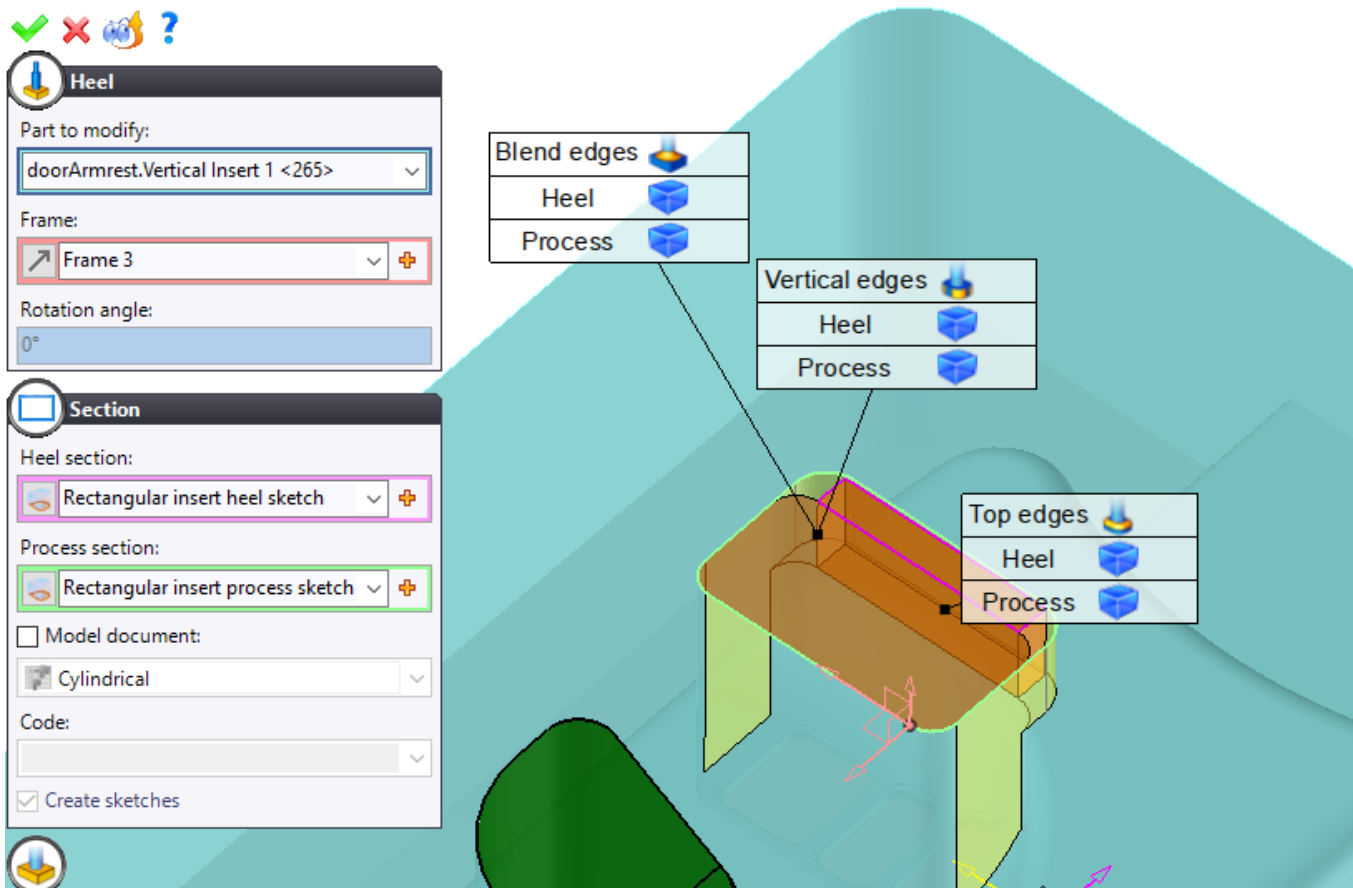 ?
Heel
Part to modify:
doorArmrest.Vertical Insert 1 <265>
Frame:
Frame 3
Rotation angle:
0°
Section
Heel section:
Rectangular insert heel sketch
Process section:
Rectangular insert process sketch
Model document:
Cylindrical
Code:
Create sketches
Blend edges
Heel
Process
Vertical edges
Heel
Process
Top edges
Heel
Process